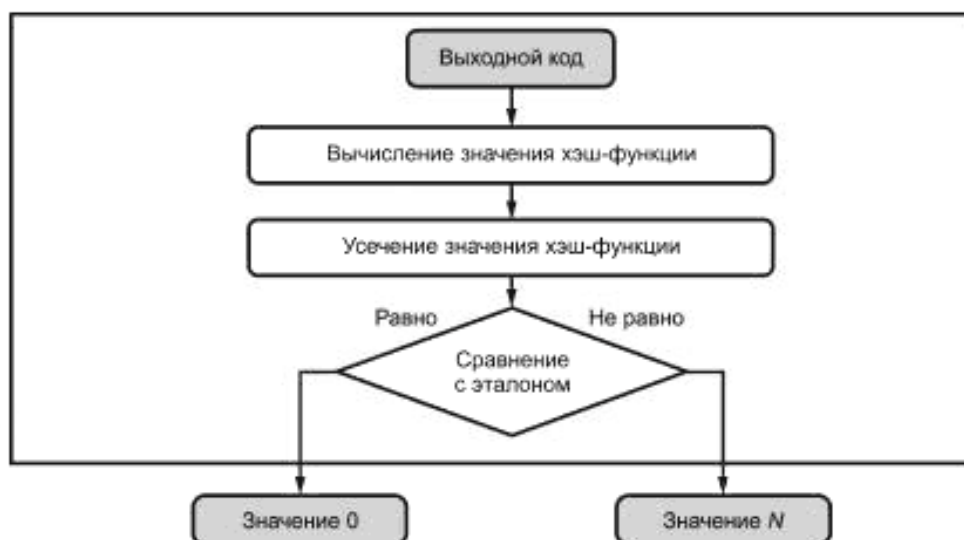 Выходной код
Вычисление значения хэш-функции
Усечение значения хэш-функции
Равно
Не равно
Сравнение
с эталоном
Значение 0
Значение N